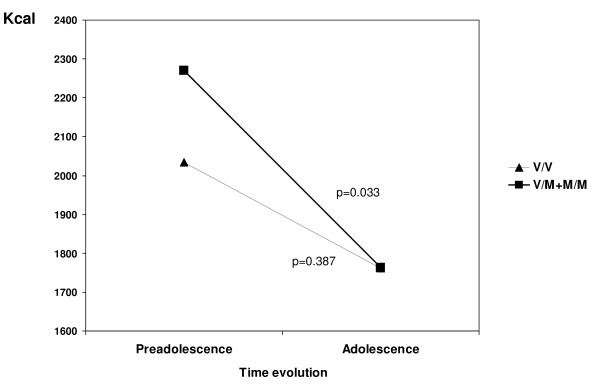 Kcal
2400
2300
2200
2100
2000
1900
1800
1700
1600
p=0.033
p=0.387
V/V
V/M+M/M
Preadolescence Adolescence
Time evolution